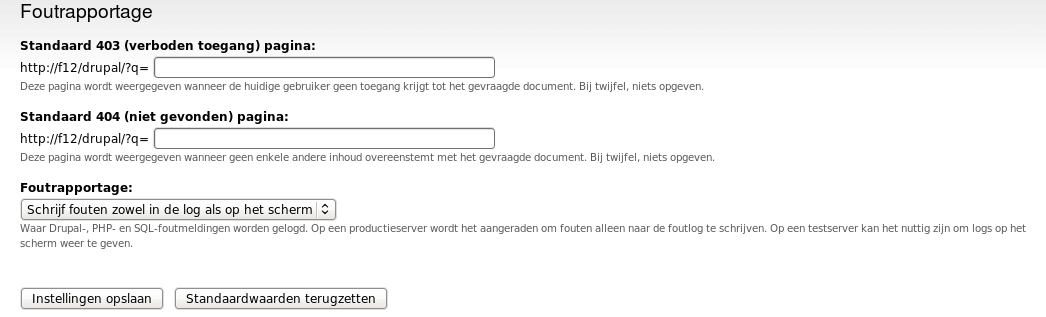 Foutrapportage
Standaard 403 (verboden toegang) pagina:
http://f12/drupal/?q=
Deze pagina wordt weergegeven wanneer de huidige gebruiker geen toegang krijgt tot het gevraagde document. Bij twijfel, niets opgeven.
Standaard 404 (niet gevonden) pagina:
http://f12/drupal/?q=
Deze pagina wordt weergegeven wanneer geen enkele andere inhoud overeenstemt met het gevraagde document. Bij twijfel, niets opgeven.
Foutrapportage:
Schrijf fouten zowel in de log als op het scherm
Waar Drupal-, PHP- en SQL-foutmeldingen worden gelogd. Op een productieserver wordt het aangeraden om fouten alleen naar de foutlog te schrijven. Op een testserver kan het nuttig zijn om logs op het
scherm weer te geven.
Instellingen opslaan Standaardwaarden terugzetten